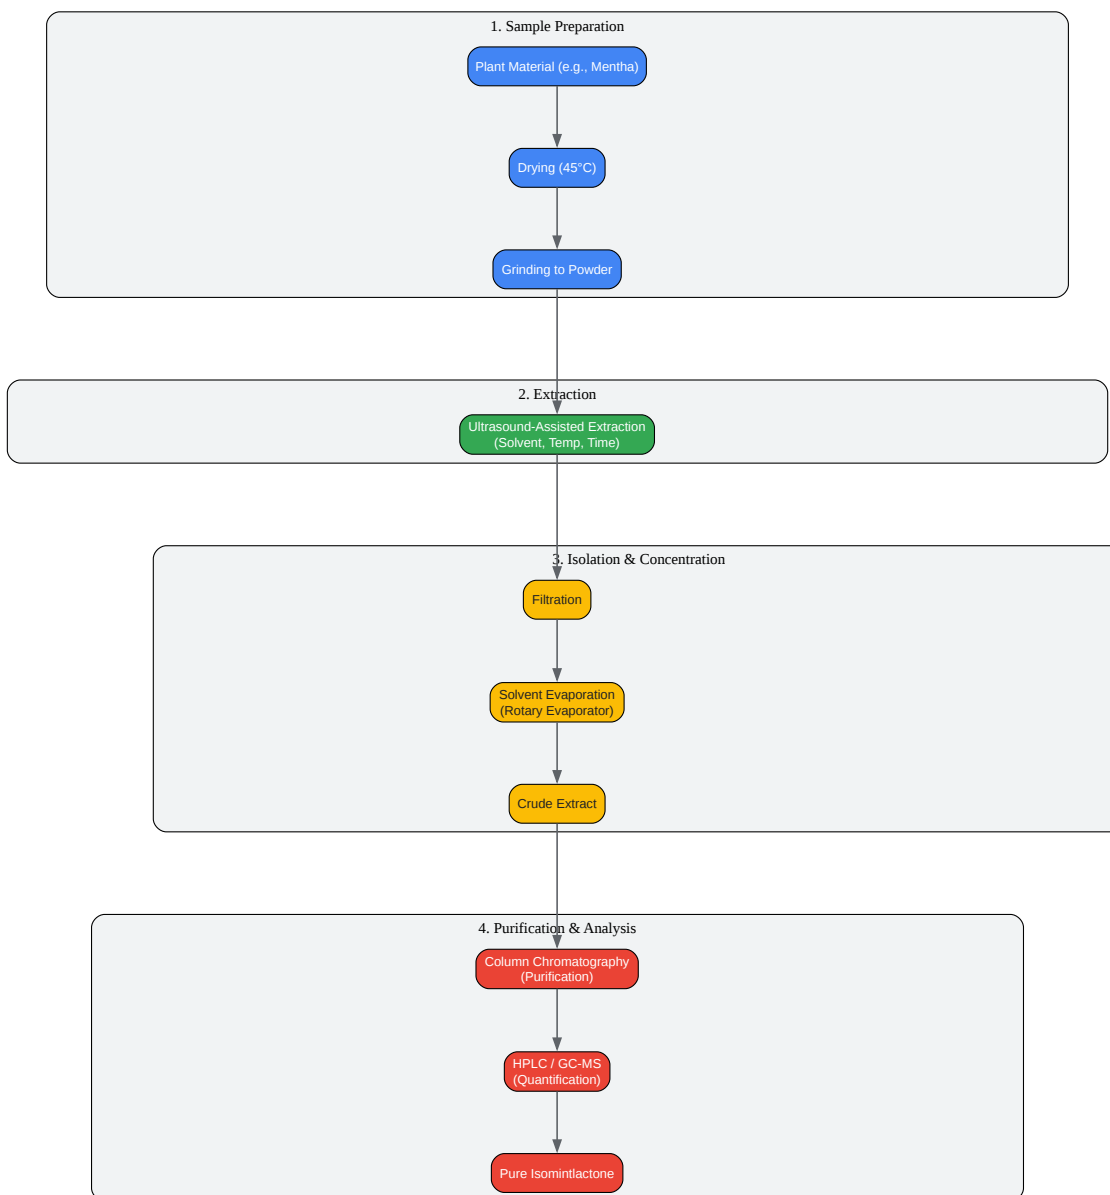 1. Sample Preparation
Plant Material (e.g., Mentha)
Drying (45°C)
Grinding to Powder
2. Extraction
Ultrasound-Assisted Extraction
(Solvent, Temp, Time)
3. Isolation & Concentration
Filtration
Solvent Evaporation
(Rotary Evaporator)
Crude Extract
4. Purification & Analysis
Column Chromatography
(Purification)
HPLC / GC-MS
(Quantification)
Pure Isomintlactone